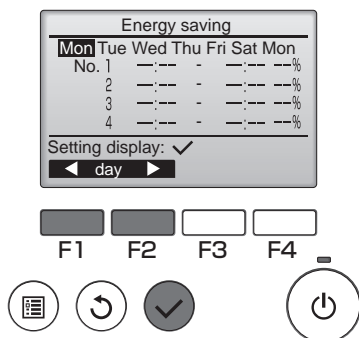 Energy saving
Mon Tue Wed Thu Fri Sat Mon
No. 1 —:-- - —:-- --%
2 —:-- - —:-- --%
3 —:-- - —:-- --%
4 —:-- - —:-- --%
Setting display: ✓
◀ day ▶
F1 F2 F3 F4